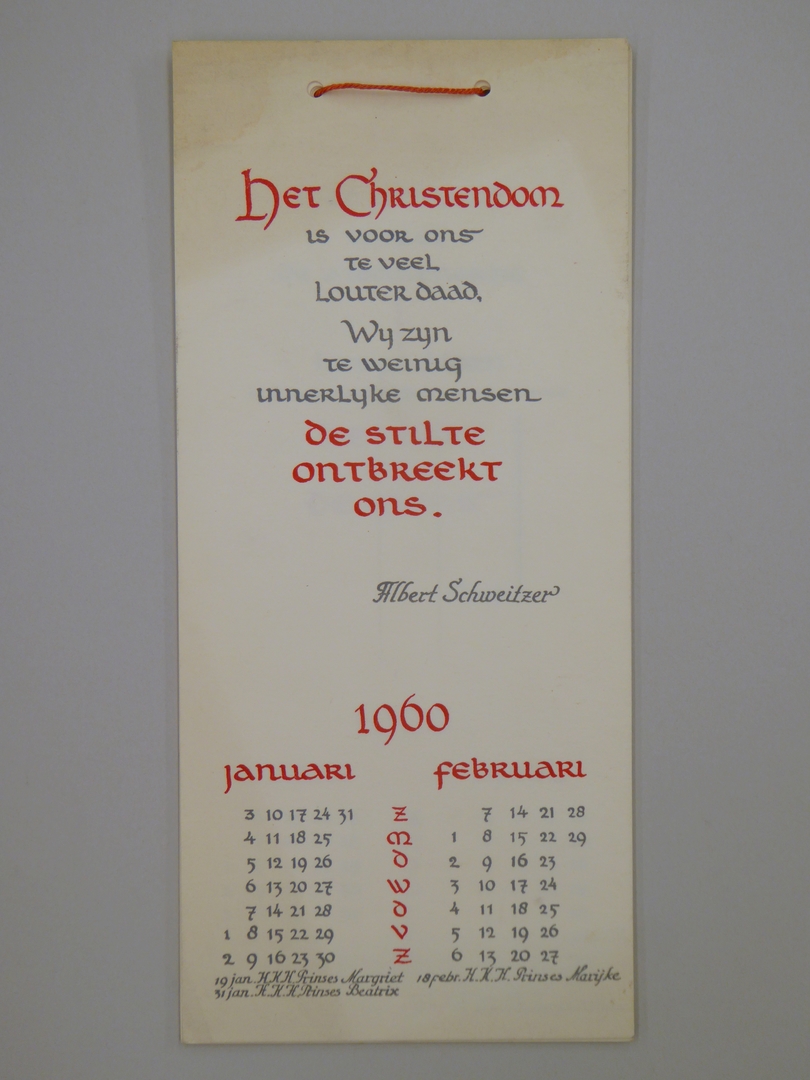 Het Christendom
is voor ons
te veel
louter daad.
Wy zyn
te weinig
innerlyke mensen
de stilte
ontbreekt
ons.
Albert Schweitzer
1960
januari februari
3 10 17 24 31 Z 7 14 21 28
4 11 18 25 M 1 8 15 22 29
5 12 19 26 D 2 9 16 23
6 13 20 27 W 3 10 17 24
7 14 21 28 D 4 11 18 25
1 8 15 22 29 V 5 12 19 26
2 9 16 23 30 Z 6 13 20 27
19 jan. H.K.H. Prinses Margriet 18 febr. H.K.H. Prinses Marijke
31 jan. H.K.H. Prinses Beatrix